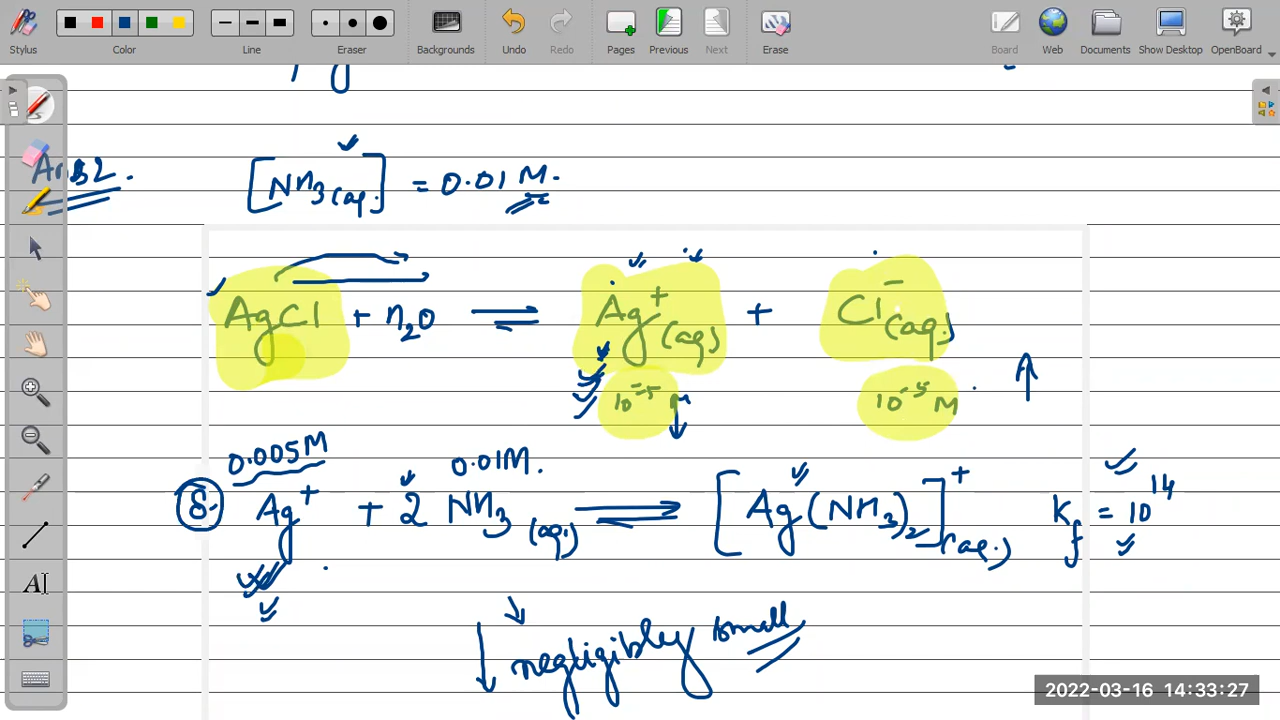 Stylus Color Line Eraser Backgrounds Undo Redo Pages Previous Next Erase Board Web Documents Show Desktop OpenBoard
Ans2.
[NH3(aq.)] = 0.01 M.
AgCl + H2O ⇌ Ag+(aq) + Cl−(aq.)
10−5 M 10−5 M ↑
0.005M 0.01M.
8. Ag+ + 2 NH3 (aq.) ⇌ [Ag(NH3)2]+(aq.) Kf = 10^14
↓ negligibly small
2022-03-16 14:33:27